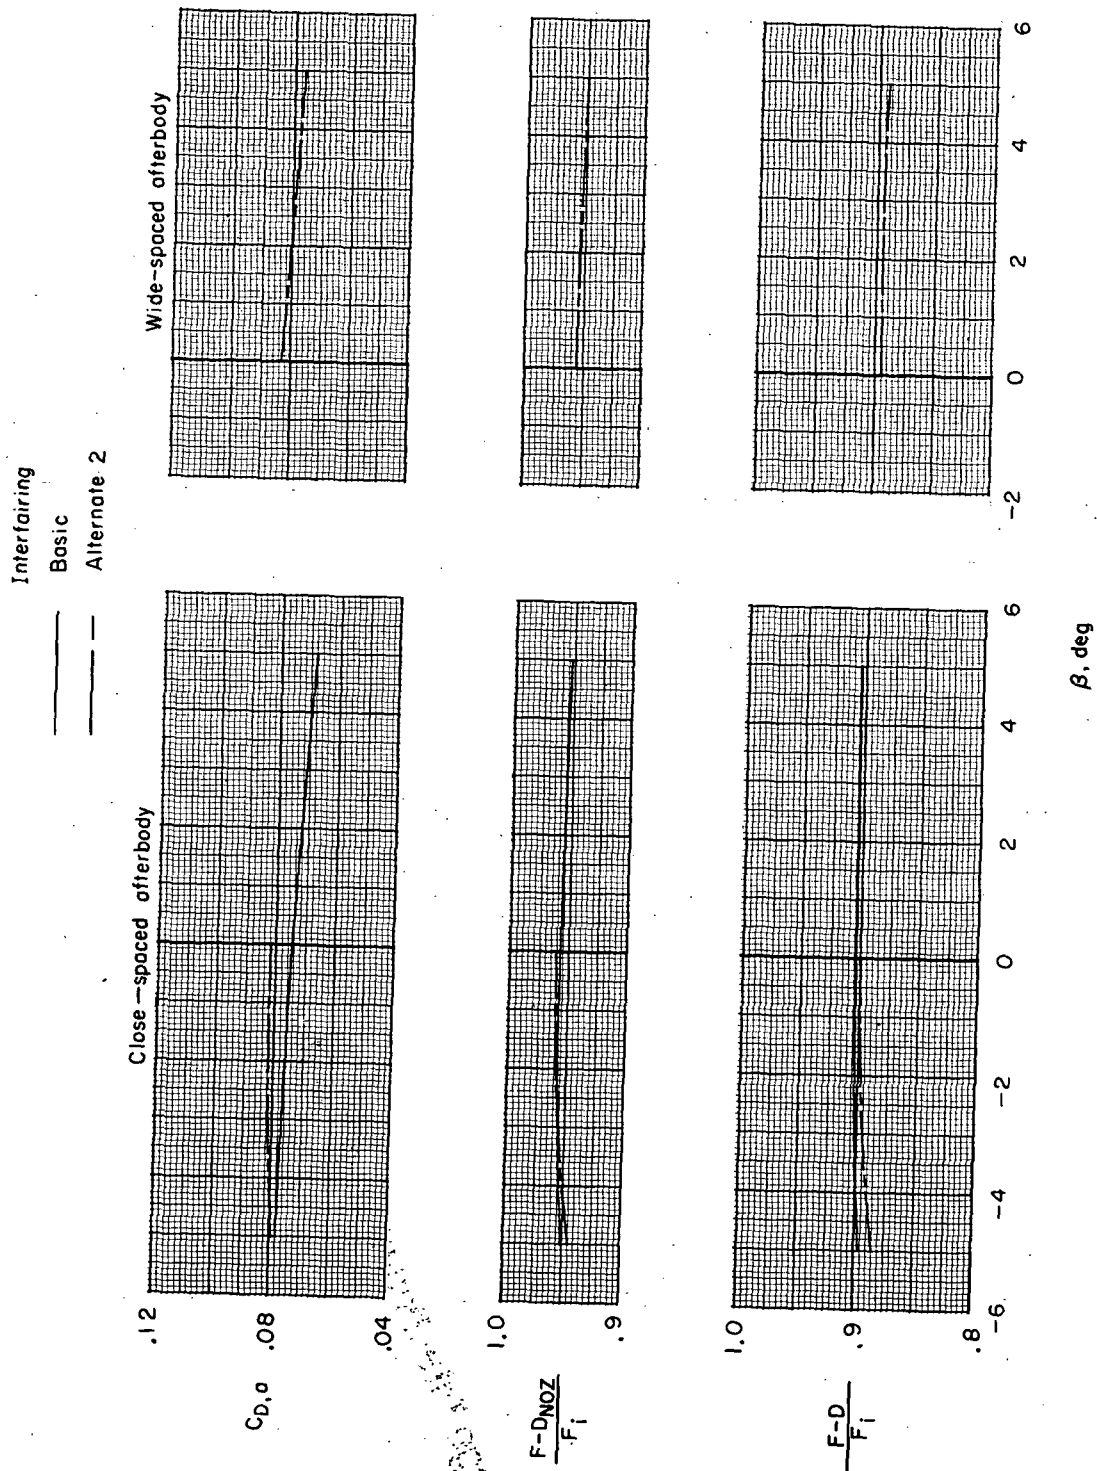 Interfairing
Basic
Alternate 2
Close-spaced afterbody
Wide-spaced afterbody
.12
.08
.04
C_D,a
1.0
.9
F-D_NOZ
F_i
1.0
.9
.8
F-D
F_i
-6
-4
-2
0
2
4
6
-2
0
2
4
6
β, deg